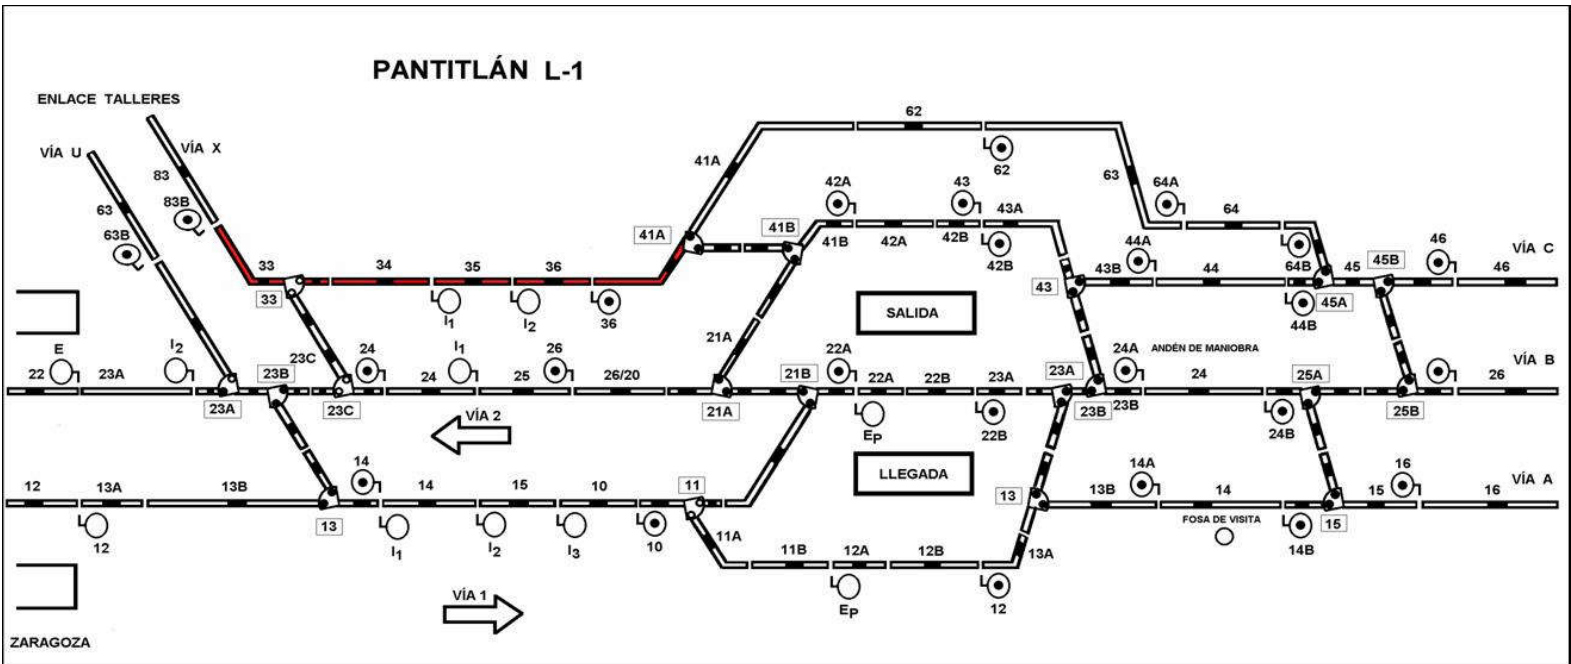 PANTITLÁN L-1
ENLACE TALLERES
VÍA U
VÍA X
83
63
83B
63B
62
41A
62
63
64A
64
42A
43
43A
41A
41B
41B
42A
42B
42B
44A
43B
44
64B
45
45B
46
46
VÍA C
33
34
35
36
33
I1
I2
36
43
44B
45A
SALIDA
E
I2
23C
24
I1
26
21A
22A
24A
ANDÉN DE MANIOBRA
VÍA B
22
23A
23B
24
25
26/20
21B
22A
22B
23A
23A
24
25A
26
23A
23C
21A
EP
22B
23B
23B
24B
25B
VÍA 2
LLEGADA
12
13A
13B
14
14
15
10
11
13
13B
14A
14
15
16
16
VÍA A
12
13
I1
I2
I3
10
11A
FOSA DE VISITA
14B
15
11B
12A
12B
13A
VÍA 1
EP
12
ZARAGOZA